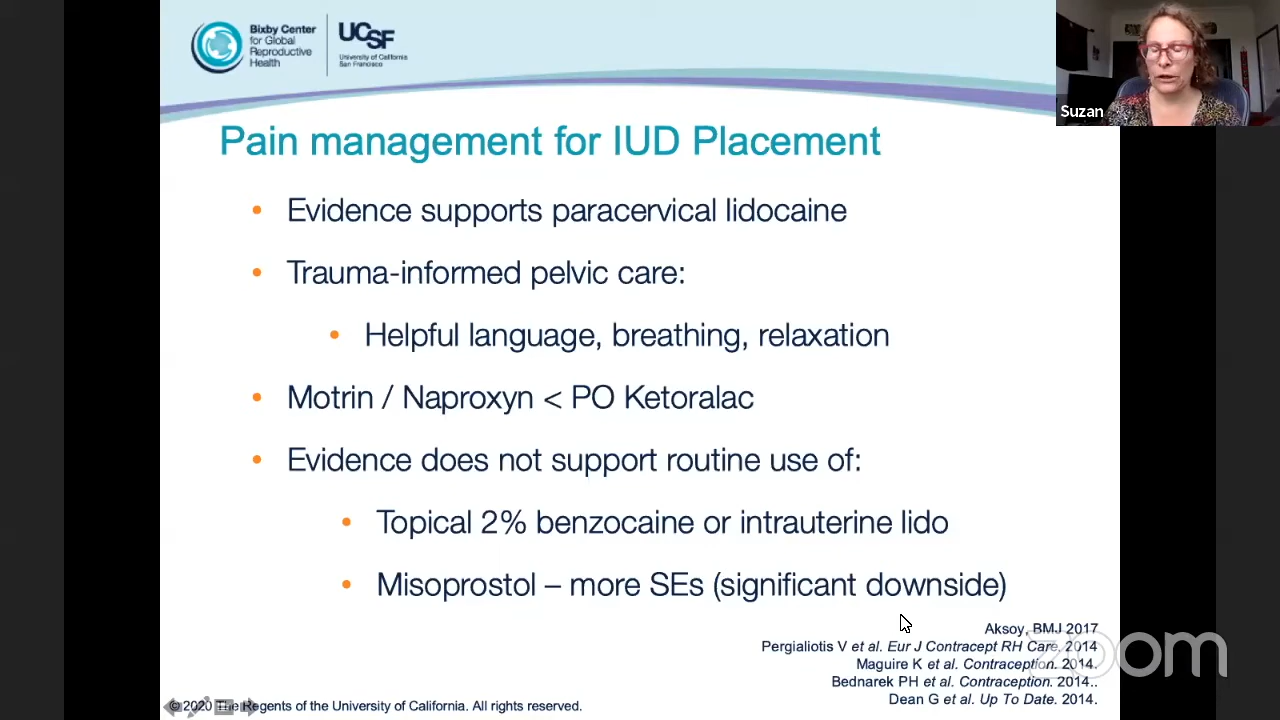 Bixby Center
for Global
Reproductive
Health
UCSF
University of California
San Francisco
Suzan
Pain management for IUD Placement
• Evidence supports paracervical lidocaine
• Trauma-informed pelvic care:
• Helpful language, breathing, relaxation
• Motrin / Naproxyn < PO Ketoralac
• Evidence does not support routine use of:
• Topical 2% benzocaine or intrauterine lido
• Misoprostol – more SEs (significant downside)
Aksoy, BMJ 2017
Pergialiotis V et al. Eur J Contracept RH Care. 2014
Maguire K et al. Contraception. 2014.
Bednarek PH et al. Contraception. 2014..
Dean G et al. Up To Date. 2014.
zoom
© 2020 The Regents of the University of California. All rights reserved.